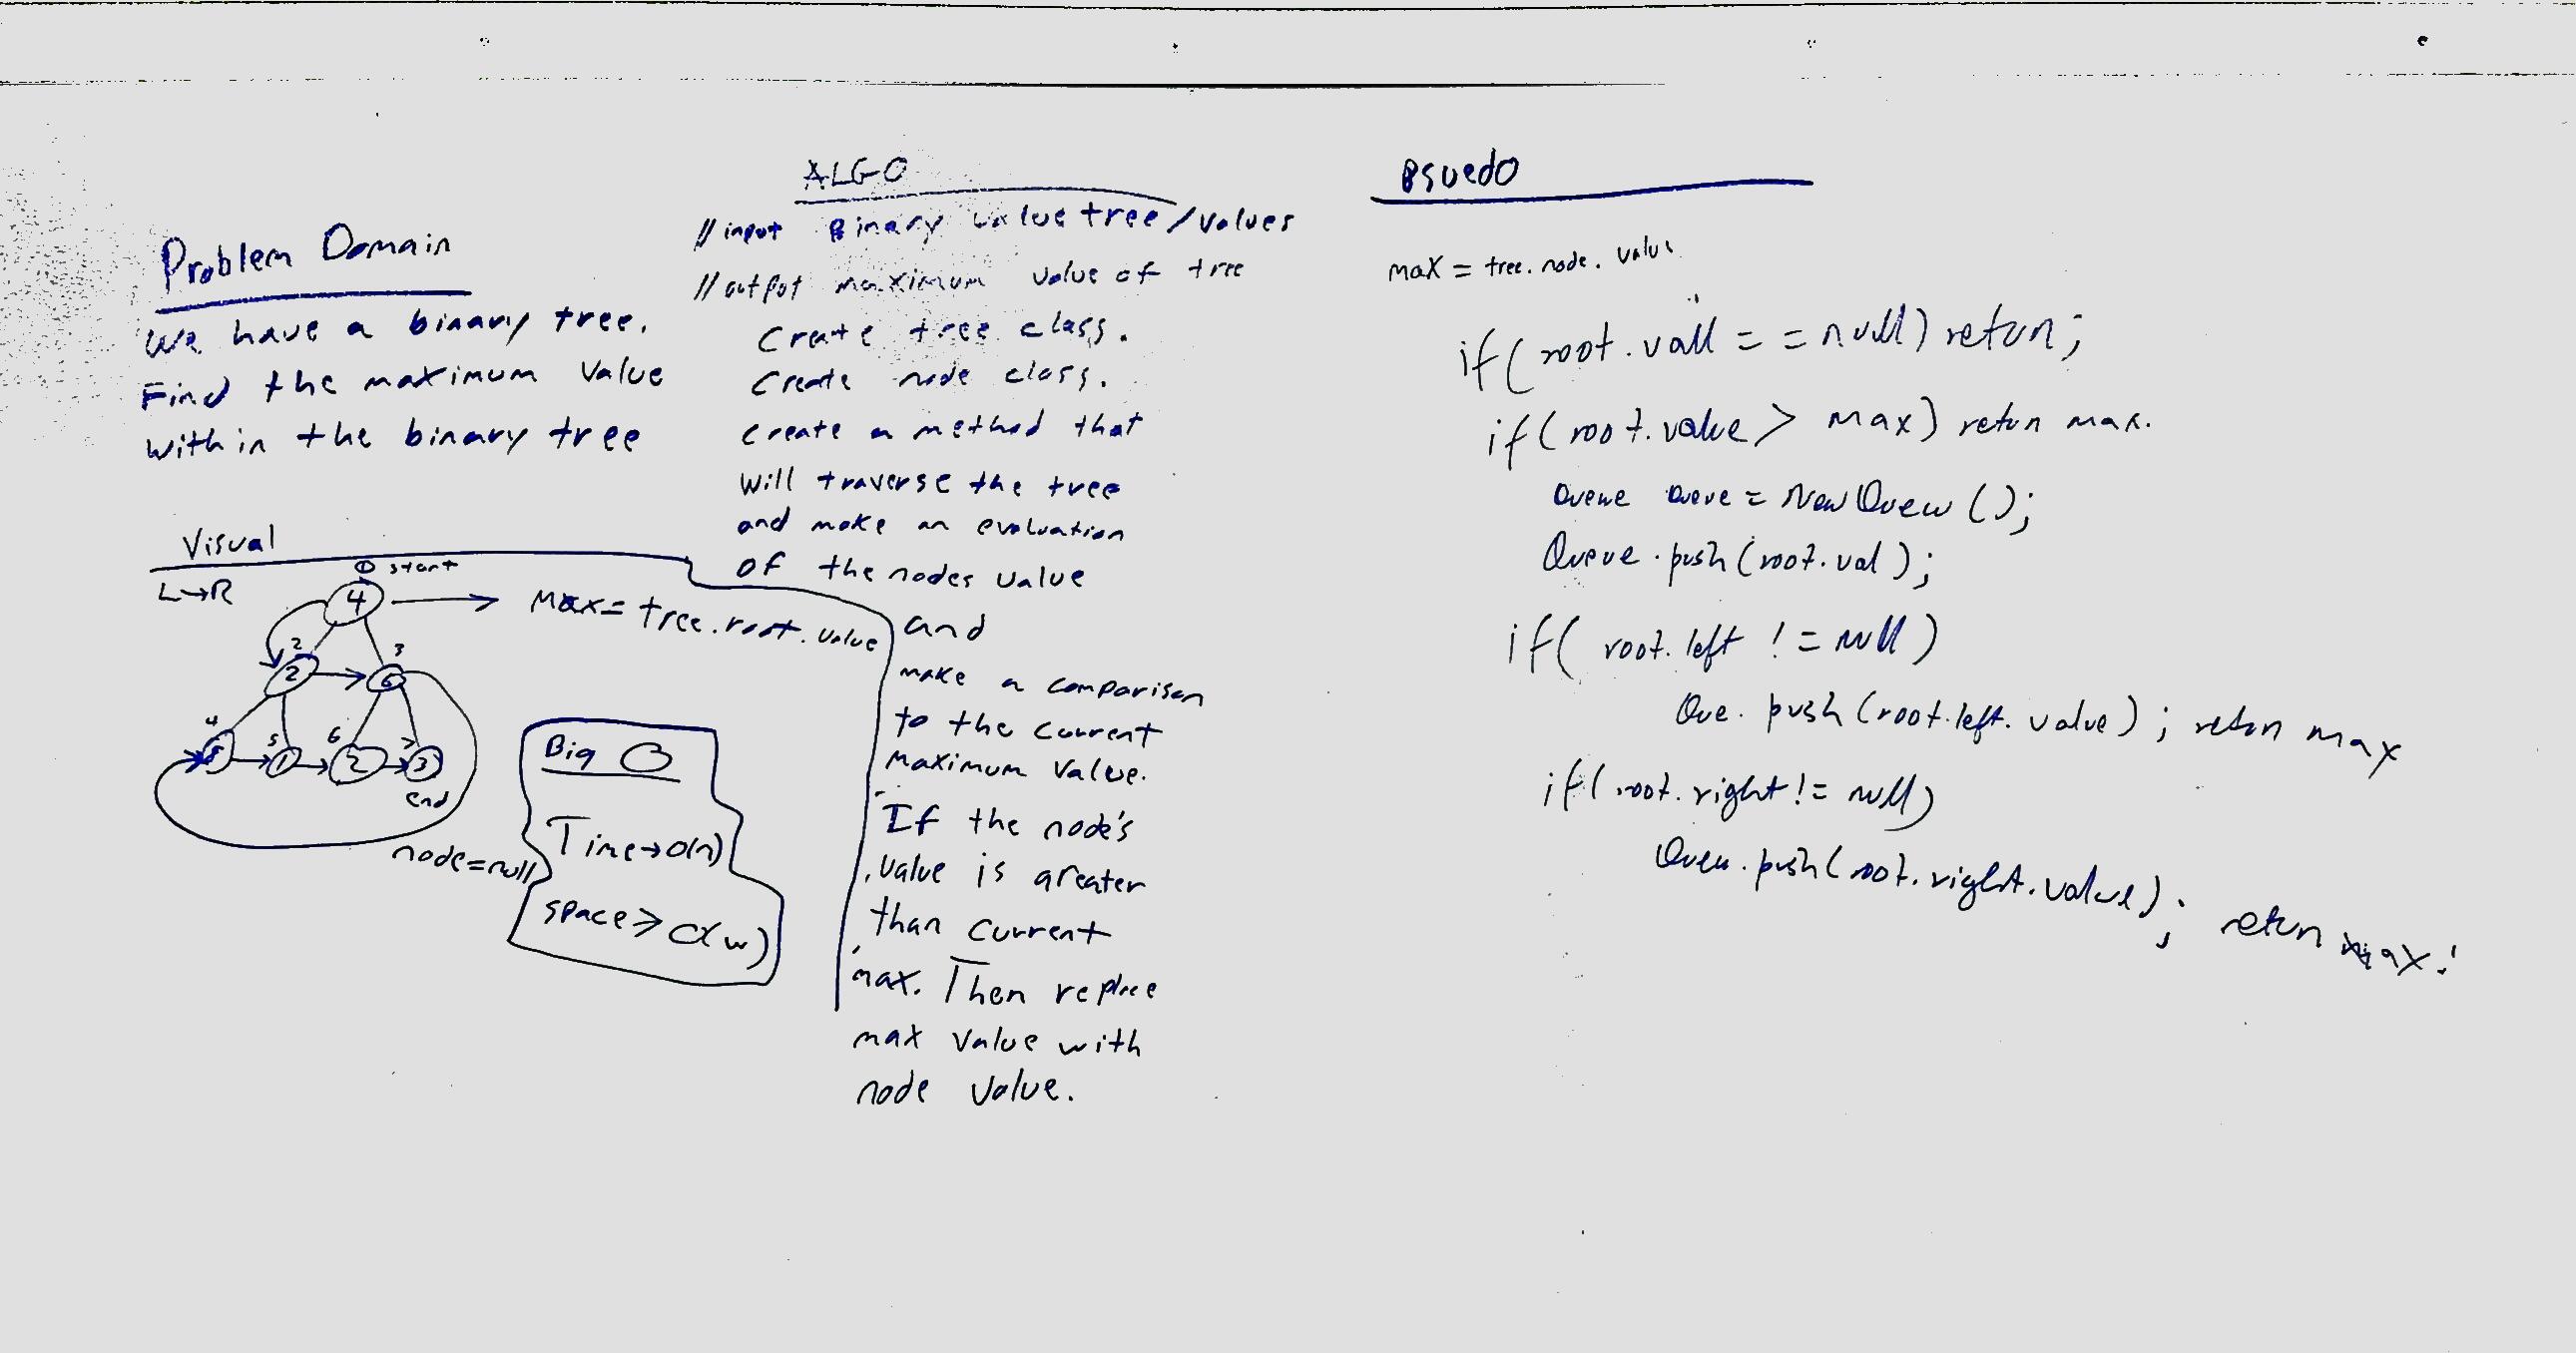 Problem Domain
We have a binary tree.
Find the maximum value
within the binary tree
Visual
L→R
① start
4
Max = tree.root.value
2
3
2
6
4
5
6
7
1
2
3
end
node=null
Big O
Time→O(n)
space→O(w)
ALGO
// input Binary value tree/values
// output maximum value of tree
Create tree class.
Create node class.
create a method that
will traverse the tree
and make an evaluation
of the nodes value
and
make a comparison
to the current
maximum value.
If the node's
value is greater
than current
max. Then replace
max value with
node value.
Psuedo
max = tree.node.value
if(root.vall == null) return;
if(root.value > max) return max.
Queue Queue = New Queue();
Queue.push(root.val);
if( root.left != null)
Que.push(root.left.value); return max
if(root.right != null)
Queu.push(root.right.value); return max!